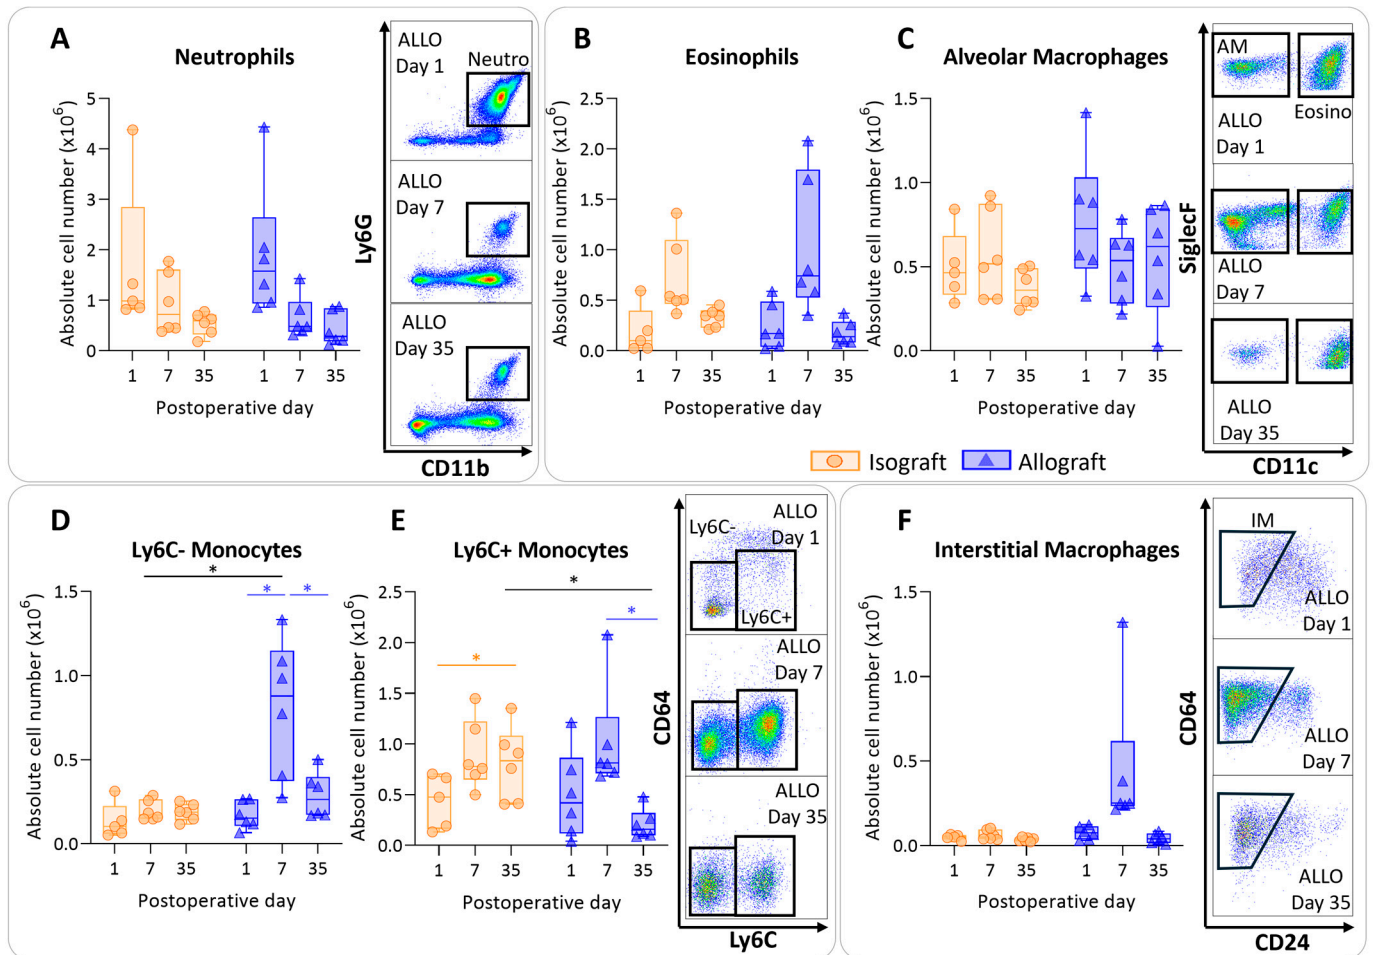 A
Neutrophils
Absolute cell number (x10⁶)
5
4
3
2
1
0
1 7 35 1 7 35
Postoperative day
Ly6G
ALLO
Day 1
Neutro
ALLO
Day 7
ALLO
Day 35
CD11b
B
Eosinophils
Absolute cell number (x10⁶)
2.5
2.0
1.5
1.0
0.5
0.0
1 7 35 1 7 35
Postoperative day
C
Alveolar Macrophages
Absolute cell number (x10⁶)
1.5
1.0
0.5
0.0
1 7 35 1 7 35
Postoperative day
SiglecF
AM
Eosino
ALLO
Day 1
ALLO
Day 7
ALLO
Day 35
CD11c
Isograft Allograft
D
Ly6C- Monocytes
* 
* *
Absolute cell number (x10⁶)
1.5
1.0
0.5
0.0
1 7 35 1 7 35
Postoperative day
E
Ly6C+ Monocytes
*
*
*
Absolute cell number (x10⁶)
2.5
2.0
1.5
1.0
0.5
0.0
1 7 35 1 7 35
Postoperative day
CD64
Ly6C-
ALLO
Day 1
Ly6C+
ALLO
Day 7
ALLO
Day 35
Ly6C
F
Interstitial Macrophages
Absolute cell number (x10⁶)
1.5
1.0
0.5
0.0
1 7 35 1 7 35
Postoperative day
CD64
IM
ALLO
Day 1
ALLO
Day 7
ALLO
Day 35
CD24